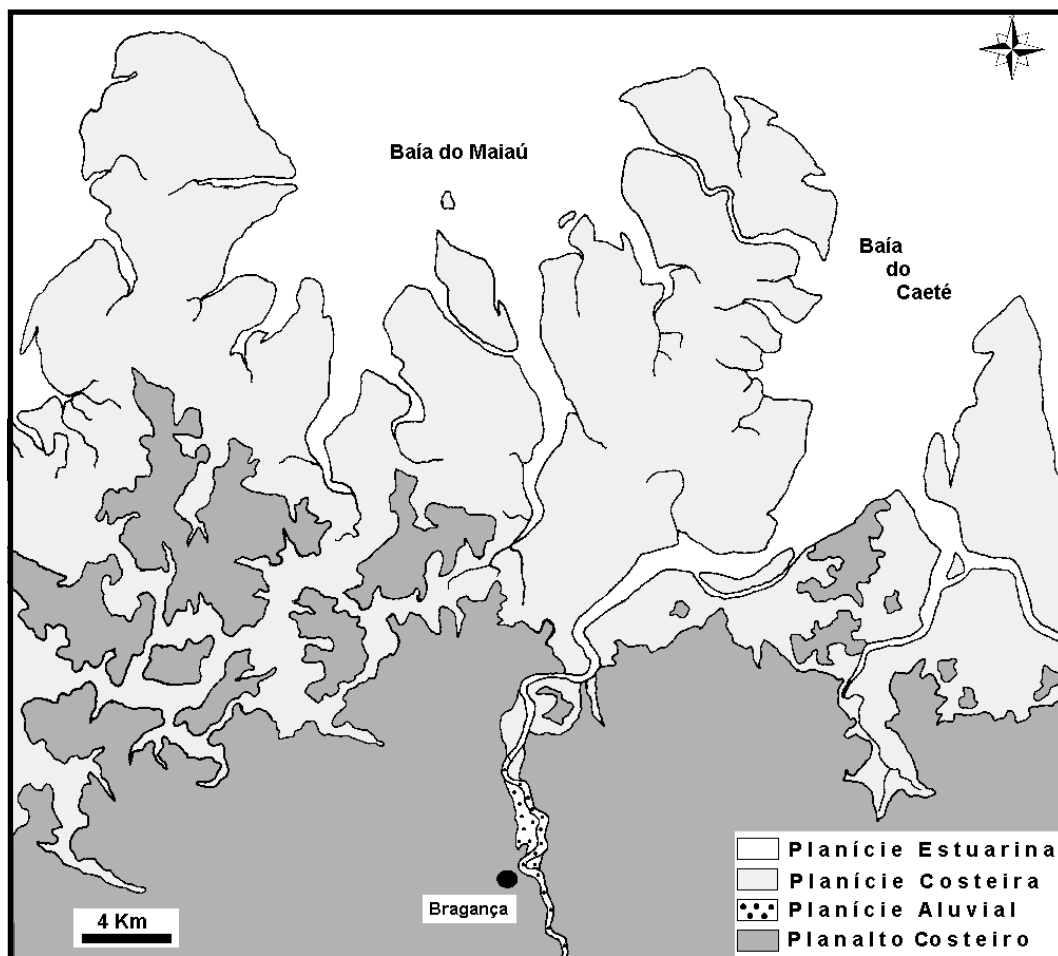 Baía do Maiaú
Baía
do
Caeté
Bragança
4 Km
Planície Estuarina
Planície Costeira
Planície Aluvial
Planalto Costeiro